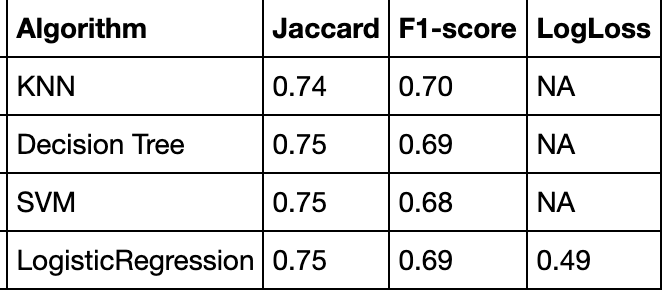 Algorithm Jaccard F1-score LogLoss
KNN 0.74 0.70 NA
Decision Tree 0.75 0.69 NA
SVM 0.75 0.68 NA
LogisticRegression 0.75 0.69 0.49